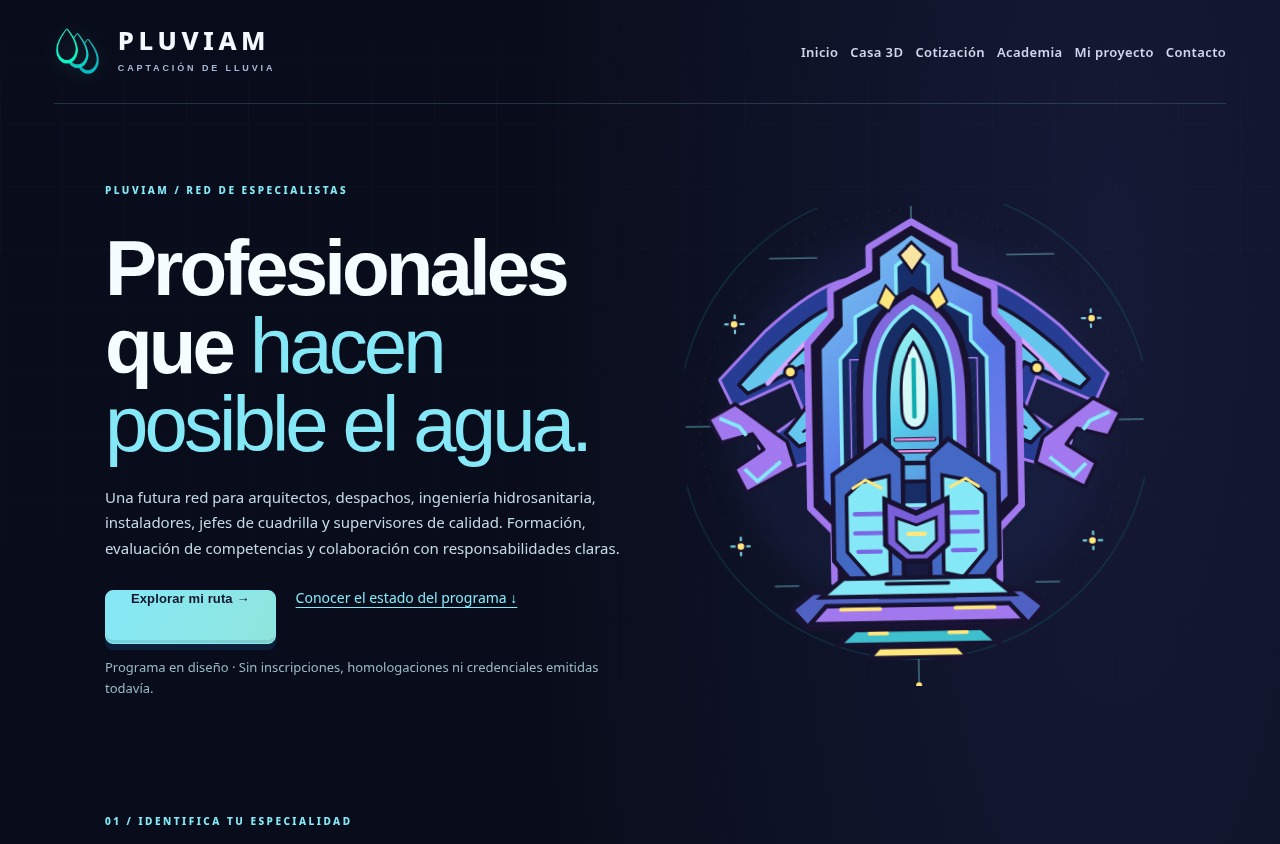 PLUVIAM
CAPTACIÓN DE LLUVIA
Inicio Casa 3D Cotización Academia Mi proyecto Contacto
PLUVIAM / RED DE ESPECIALISTAS
Profesionales
que hacen
posible el agua.
Una futura red para arquitectos, despachos, ingeniería hidrosanitaria,
instaladores, jefes de cuadrilla y supervisores de calidad. Formación,
evaluación de competencias y colaboración con responsabilidades claras.
Explorar mi ruta →
Conocer el estado del programa ↓
Programa en diseño · Sin inscripciones, homologaciones ni credenciales emitidas
todavía.
01 / IDENTIFICA TU ESPECIALIDAD